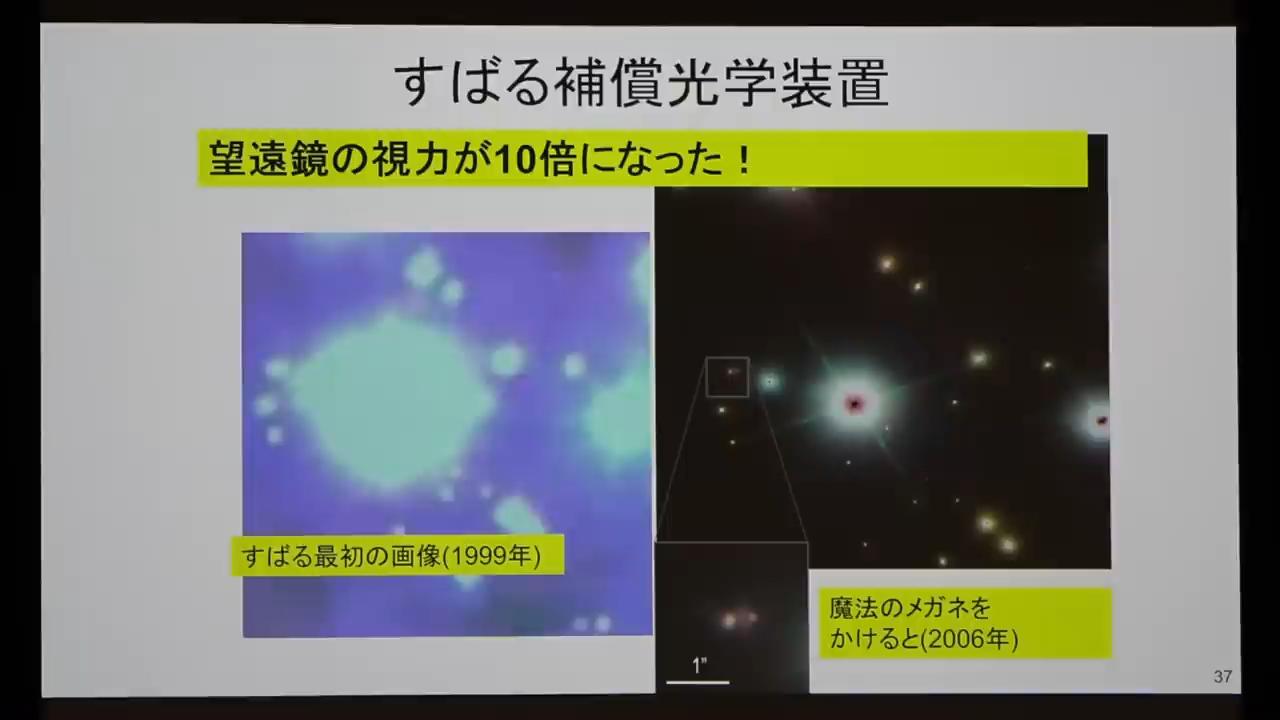 すばる補償光学装置
望遠鏡の視力が10倍になった！
すばる最初の画像(1999年)
魔法のメガネを
かけると(2006年)
1”
37